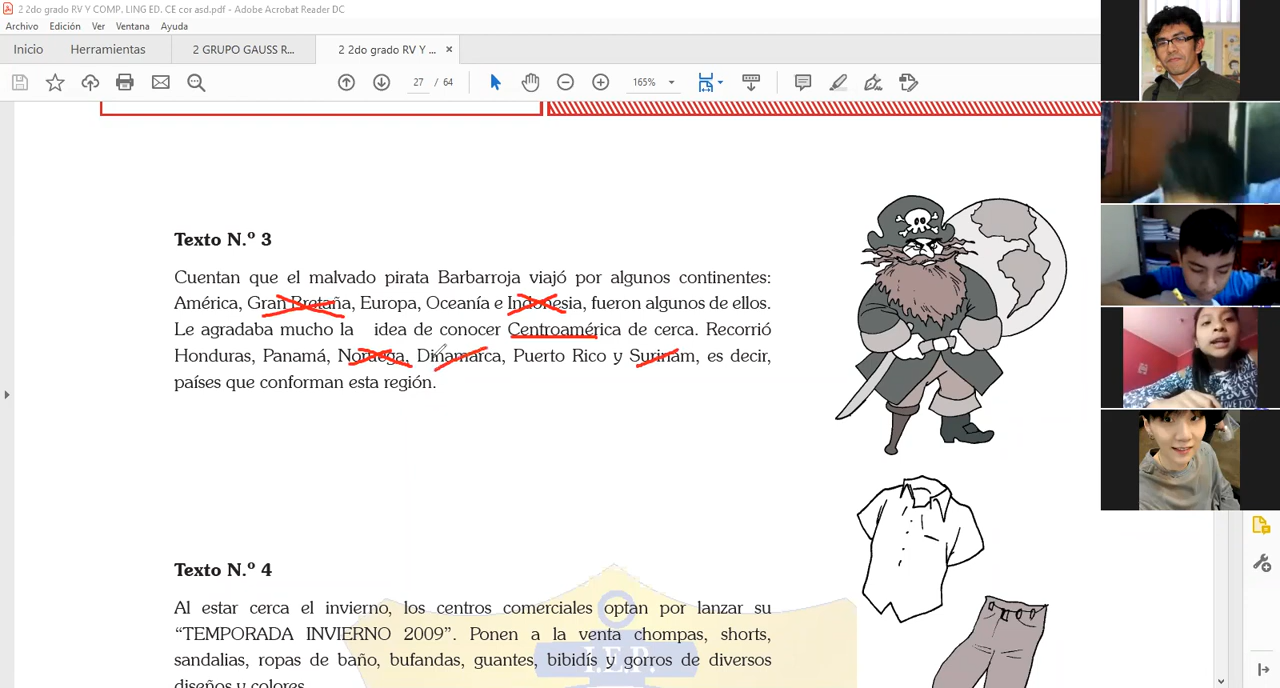 2 2do grado RV Y COMP. LING ED. CE cor asd.pdf - Adobe Acrobat Reader DC
Archivo Edición Ver Ventana Ayuda
Inicio Herramientas 2 GRUPO GAUSS R... 2 2do grado RV Y ... ×
27 / 64 165%
Texto N.º 3
Cuentan que el malvado pirata Barbarroja viajó por algunos continentes:
América, Gran Bretaña, Europa, Oceanía e Indonesia, fueron algunos de ellos.
Le agradaba mucho la idea de conocer Centroamérica de cerca. Recorrió
Honduras, Panamá, Noruega, Dinamarca, Puerto Rico y Surinam, es decir,
países que conforman esta región.
Texto N.º 4
Al estar cerca el invierno, los centros comerciales optan por lanzar su
“TEMPORADA INVIERNO 2009”. Ponen a la venta chompas, shorts,
sandalias, ropas de baño, bufandas, guantes, bibidís y gorros de diversos
diseños y colores.
I.E.P.